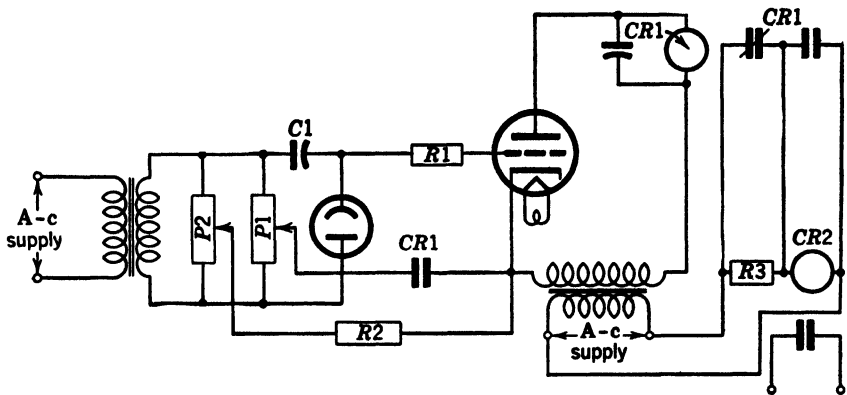 CR1
CR1
C1
R1
A-c
supply
P2
P1
CR1
CR2
R3
R2
A-c
supply